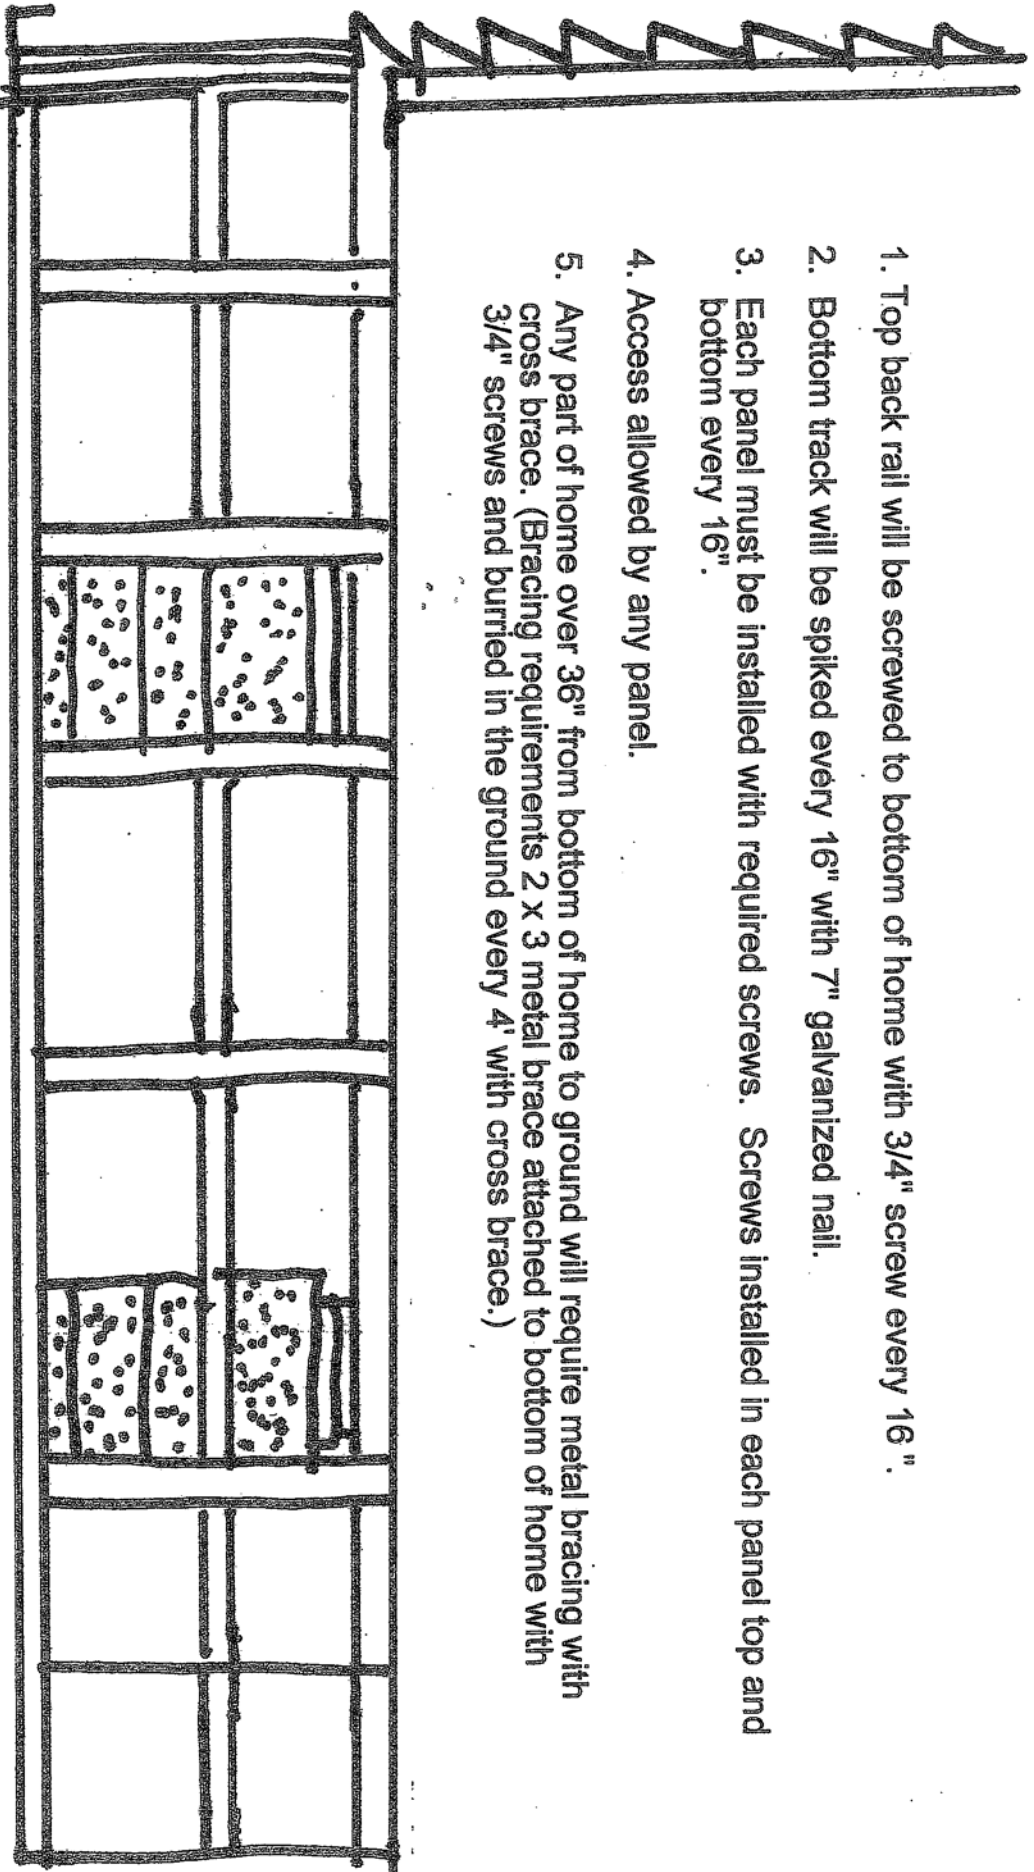 1. Top back rail will be screwed to bottom of home with 3/4" screw every 16 ".
2. Bottom track will be spiked every 16" with 7" galvanized nail.
3. Each panel must be installed with required screws. Screws installed in each panel top and
bottom every 16".
4. Access allowed by any panel.
5. Any part of home over 36" from bottom of home to ground will require metal bracing with
cross brace. (Bracing requirements 2 x 3 metal brace attached to bottom of home with
3/4" screws and burried in the ground every 4' with cross brace.)